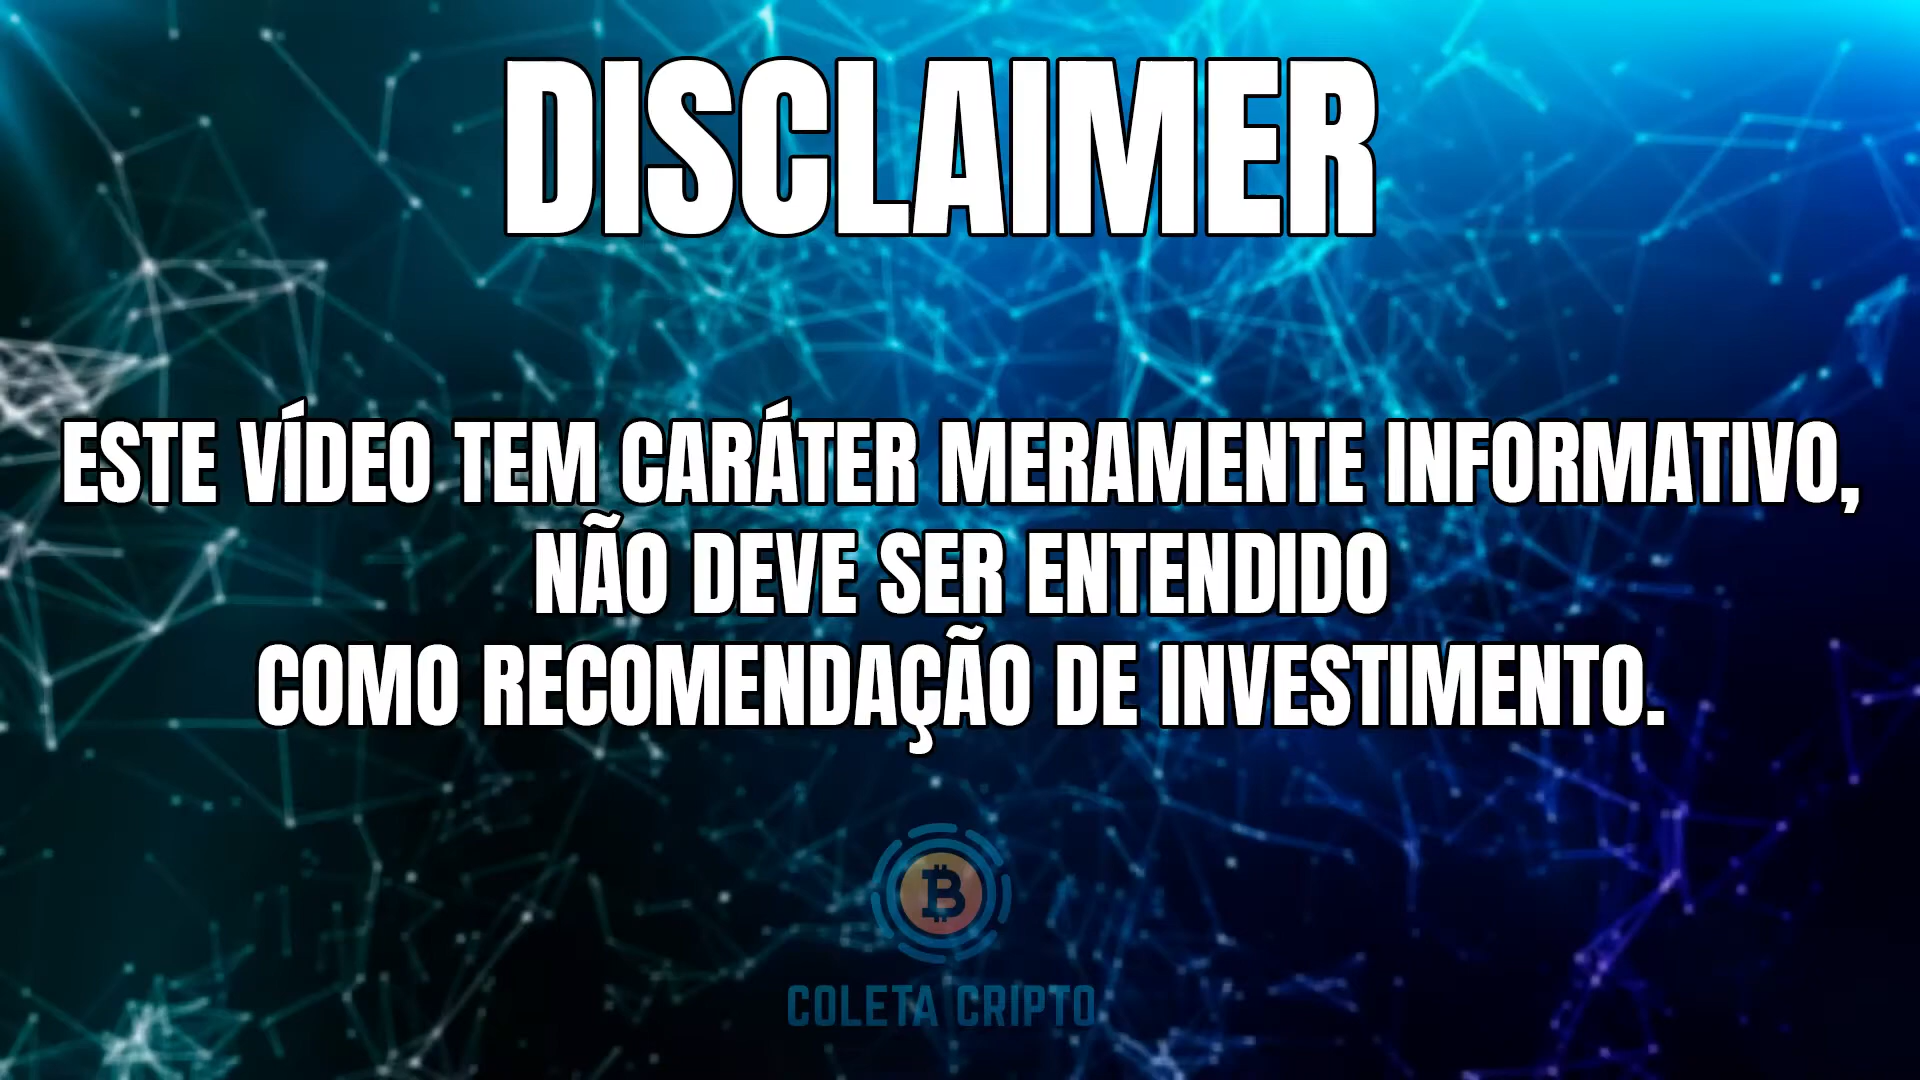 DISCLAIMER
ESTE VÍDEO TEM CARÁTER MERAMENTE INFORMATIVO,
NÃO DEVE SER ENTENDIDO
COMO RECOMENDAÇÃO DE INVESTIMENTO.
COLETA CRIPTO